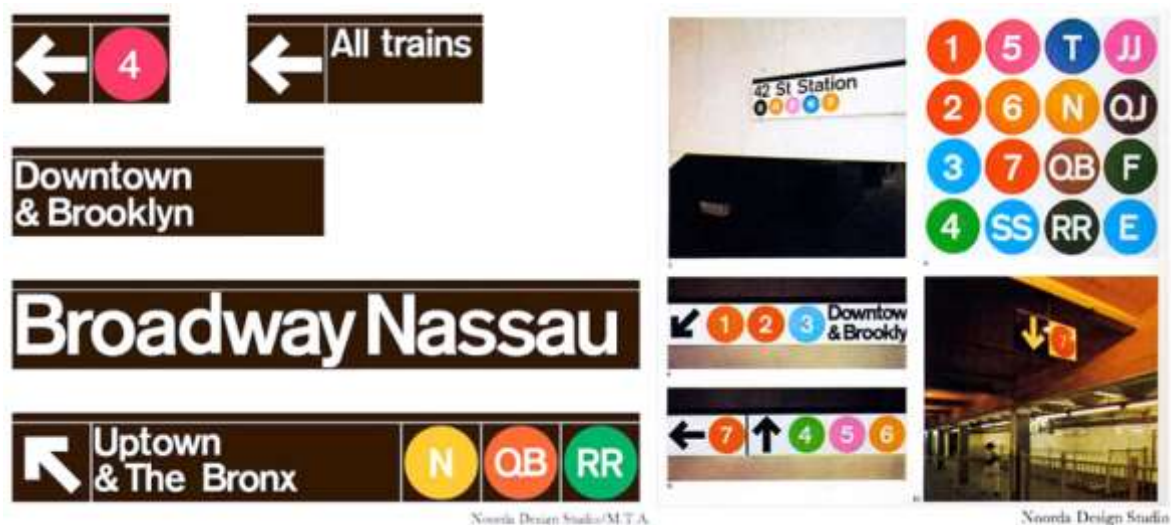 4
All trains
Downtown
& Brooklyn
Broadway Nassau
Uptown
& The Bronx
N QB RR
Noorda Design Studio/M.T.A.
42 St Station
1 2 3
Downtow
& Brookly
7 4 5 6
1 5 T JJ
2 6 N QJ
3 7 QB F
4 SS RR E
7
Noorda Design Studio